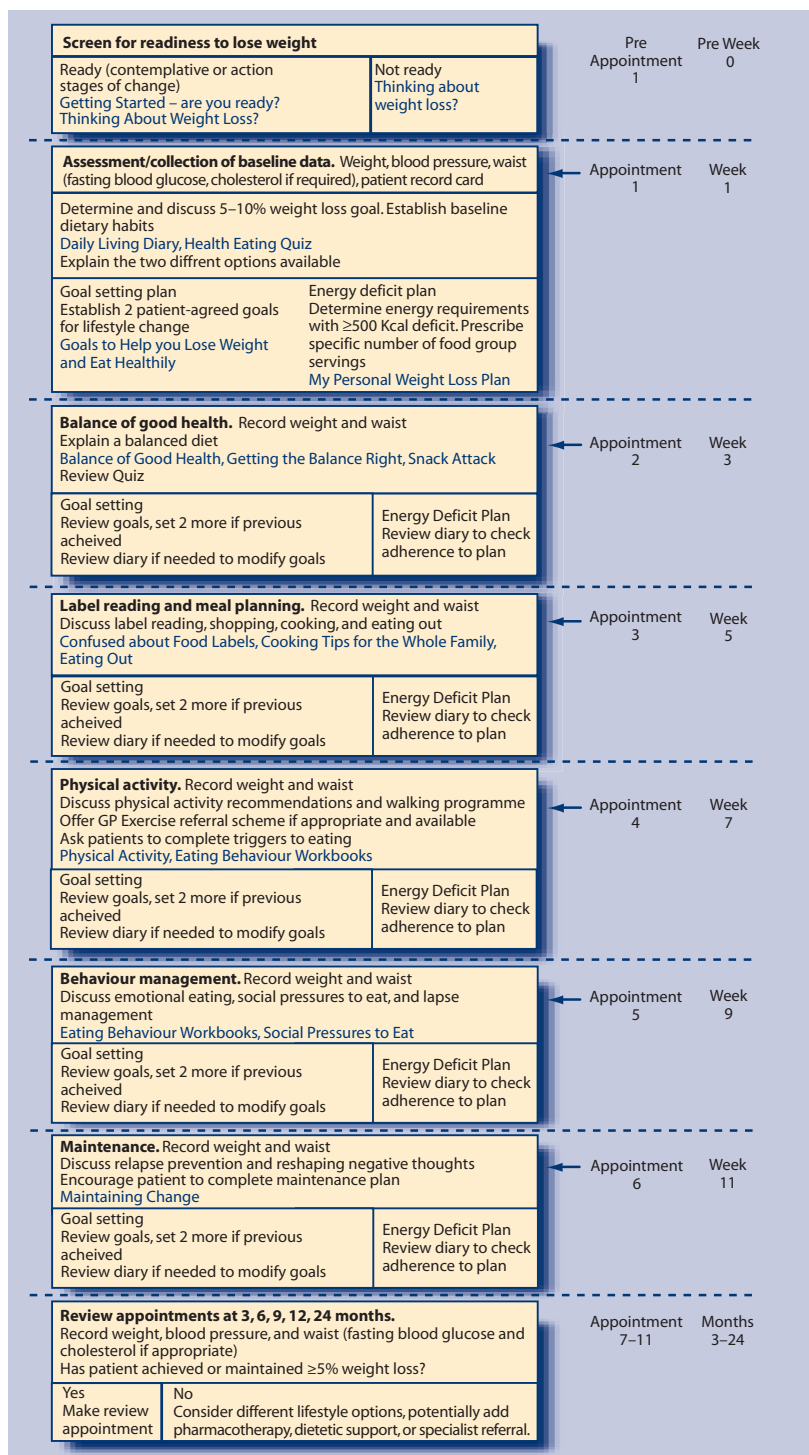 Screen for readiness to lose weight
Pre
Appointment
1
Pre Week
0
Ready (contemplative or action
stages of change)
Getting Started – are you ready?
Thinking About Weight Loss?
Not ready
Thinking about
weight loss?
Assessment/collection of baseline data. Weight, blood pressure, waist
(fasting blood glucose, cholesterol if required), patient record card
Appointment
1
Week
1
Determine and discuss 5–10% weight loss goal. Establish baseline
dietary habits
Daily Living Diary, Health Eating Quiz
Explain the two diffrent options available
Goal setting plan
Establish 2 patient-agreed goals
for lifestyle change
Goals to Help you Lose Weight
and Eat Healthily
Energy deficit plan
Determine energy requirements
with ≥500 Kcal deficit. Prescribe
specific number of food group
servings
My Personal Weight Loss Plan
Balance of good health. Record weight and waist
Explain a balanced diet
Balance of Good Health, Getting the Balance Right, Snack Attack
Review Quiz
Appointment
2
Week
3
Goal setting
Review goals, set 2 more if previous
acheived
Review diary if needed to modify goals
Energy Deficit Plan
Review diary to check
adherence to plan
Label reading and meal planning. Record weight and waist
Discuss label reading, shopping, cooking, and eating out
Confused about Food Labels, Cooking Tips for the Whole Family,
Eating Out
Appointment
3
Week
5
Goal setting
Review goals, set 2 more if previous
acheived
Review diary if needed to modify goals
Energy Deficit Plan
Review diary to check
adherence to plan
Physical activity. Record weight and waist
Discuss physical activity recommendations and walking programme
Offer GP Exercise referral scheme if appropriate and available
Ask patients to complete triggers to eating
Physical Activity, Eating Behaviour Workbooks
Appointment
4
Week
7
Goal setting
Review goals, set 2 more if previous
acheived
Review diary if needed to modify goals
Energy Deficit Plan
Review diary to check
adherence to plan
Behaviour management. Record weight and waist
Discuss emotional eating, social pressures to eat, and lapse
management
Eating Behaviour Workbooks, Social Pressures to Eat
Appointment
5
Week
9
Goal setting
Review goals, set 2 more if previous
acheived
Review diary if needed to modify goals
Energy Deficit Plan
Review diary to check
adherence to plan
Maintenance. Record weight and waist
Discuss relapse prevention and reshaping negative thoughts
Encourage patient to complete maintenance plan
Maintaining Change
Appointment
6
Week
11
Goal setting
Review goals, set 2 more if previous
acheived
Review diary if needed to modify goals
Energy Deficit Plan
Review diary to check
adherence to plan
Review appointments at 3, 6, 9, 12, 24 months.
Record weight, blood pressure, and waist (fasting blood glucose and
cholesterol if appropriate)
Has patient achieved or maintained ≥5% weight loss?
Appointment
7–11
Months
3–24
Yes
Make review
appointment
No
Consider different lifestyle options, potentially add
pharmacotherapy, dietetic support, or specialist referral.